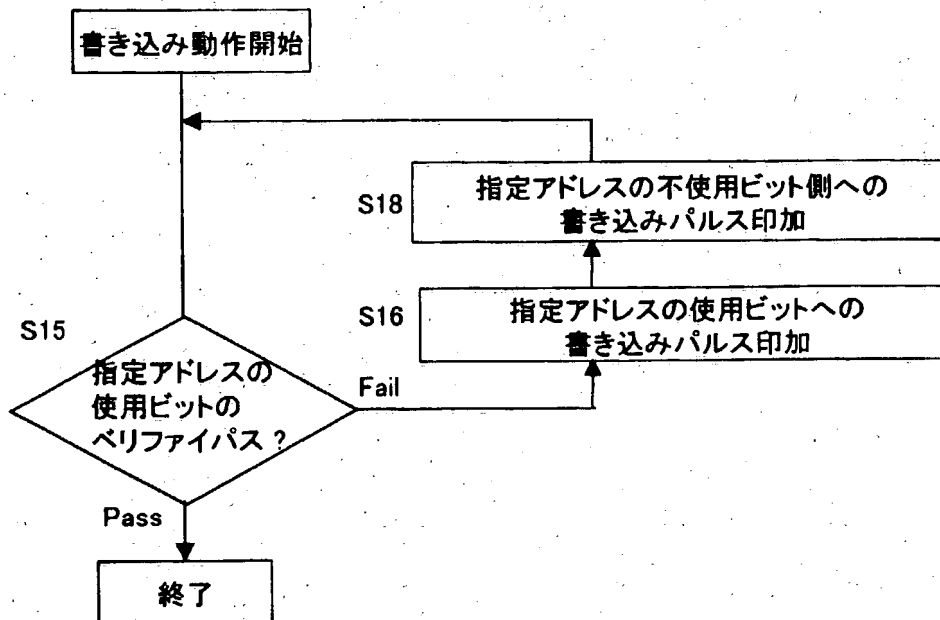 書き込み動作開始
S18
指定アドレスの不使用ビット側への
書き込みパルス印加
S16
指定アドレスの使用ビットへの
書き込みパルス印加
S15
指定アドレスの
使用ビットの
ベリファイパス?
Fail
Pass
終了